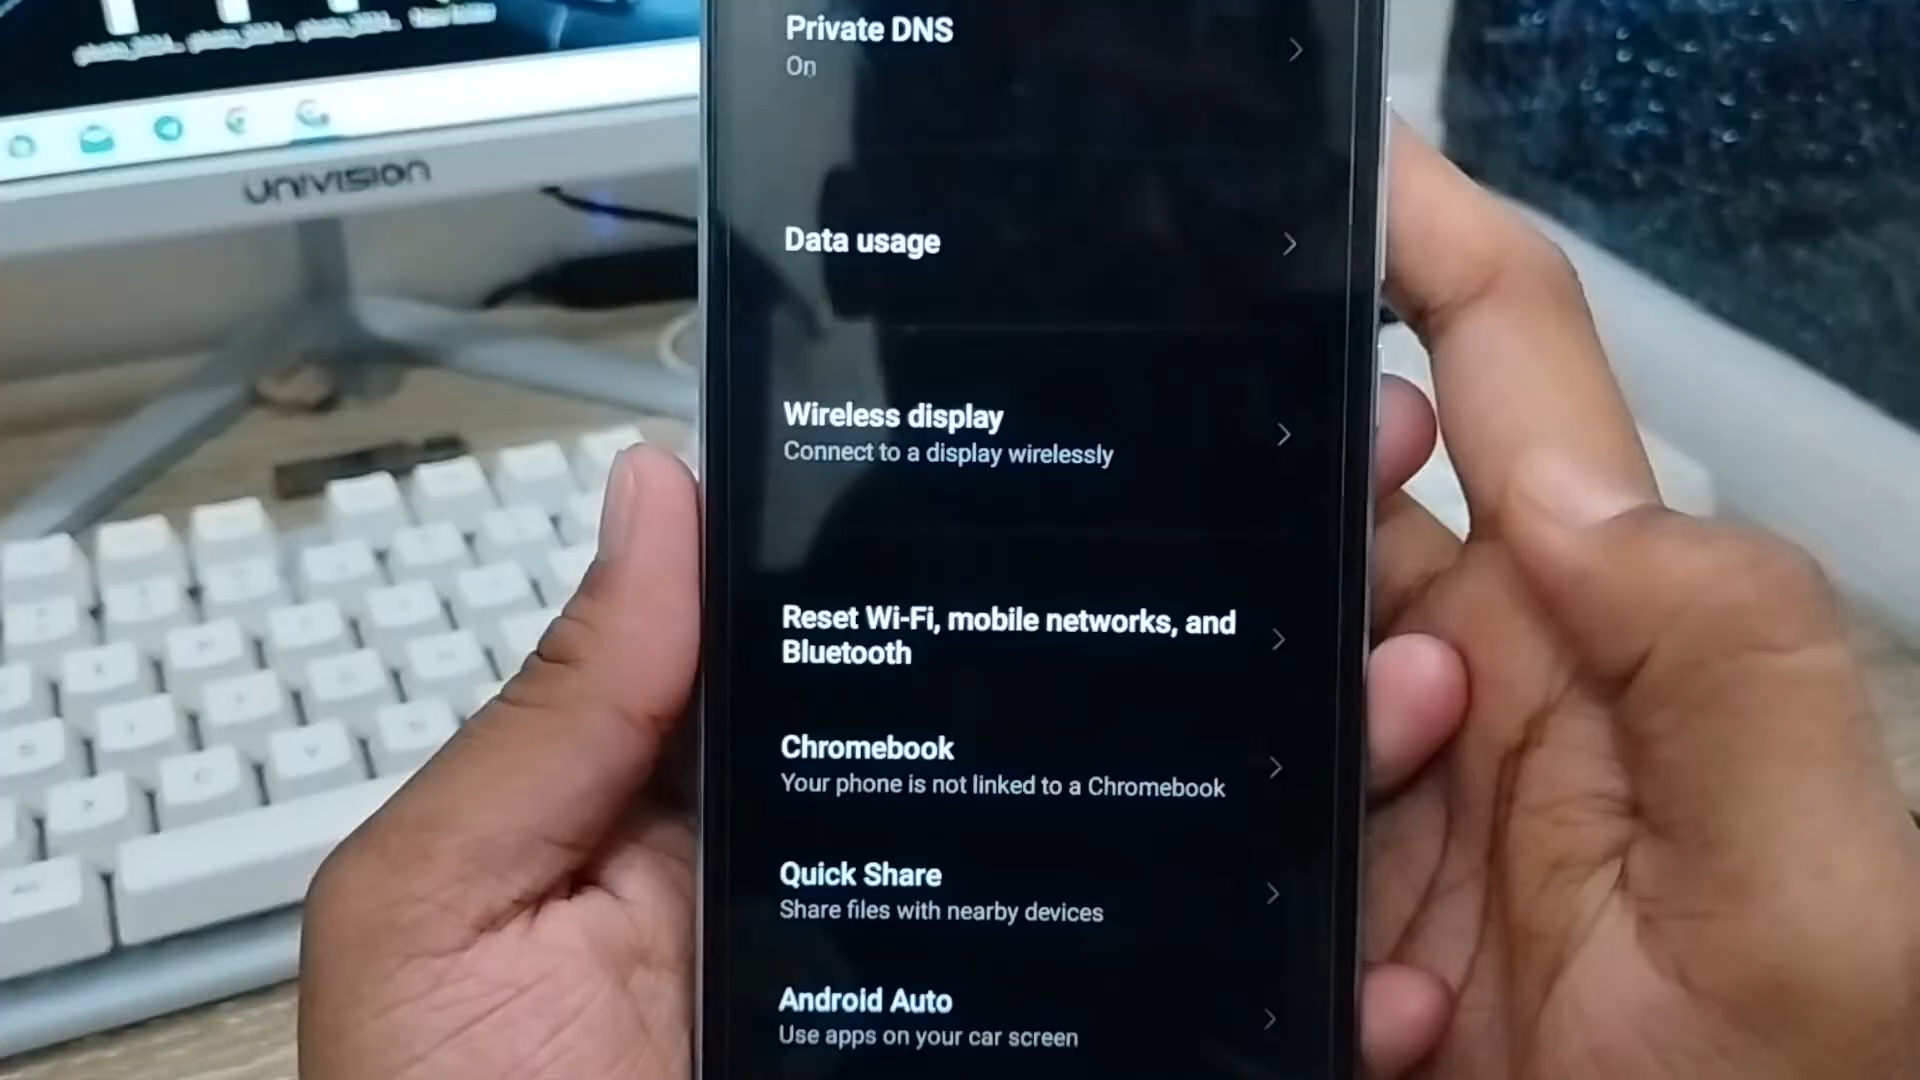 Private DNS
On
Data usage
Wireless display
Connect to a display wirelessly
Reset Wi-Fi, mobile networks, and
Bluetooth
Chromebook
Your phone is not linked to a Chromebook
Quick Share
Share files with nearby devices
Android Auto
Use apps on your car screen
UNIVISION